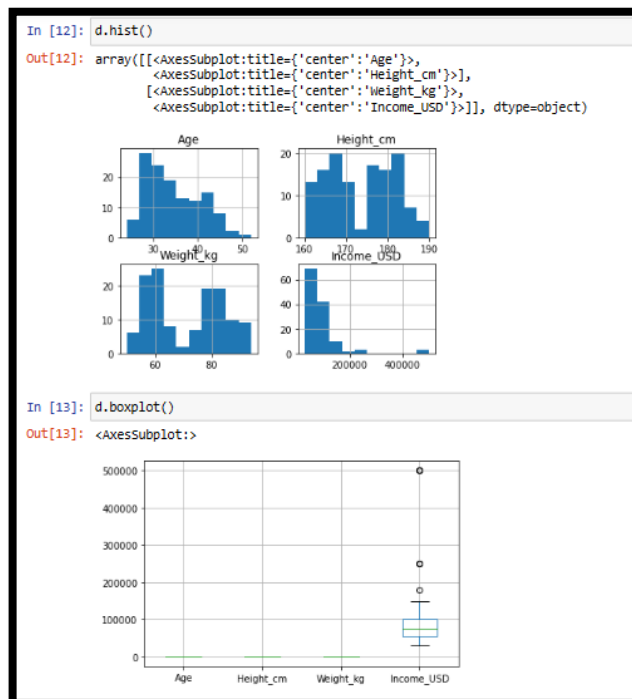 In [12]: d.hist()
Out[12]: array([[<AxesSubplot:title={'center':'Age'}>,
<AxesSubplot:title={'center':'Height_cm'}>],
[<AxesSubplot:title={'center':'Weight_kg'}>,
<AxesSubplot:title={'center':'Income_USD'}>]], dtype=object)
Age Height_cm
20 20
10 10
0 0
30 40 50 160 170 180 190
Weight_kg Income_USD
20 60
10 40
0 20
0
60 80 200000 400000
In [13]: d.boxplot()
Out[13]: <AxesSubplot:>
500000
400000
300000
200000
100000
0
Age Height_cm Weight_kg Income_USD